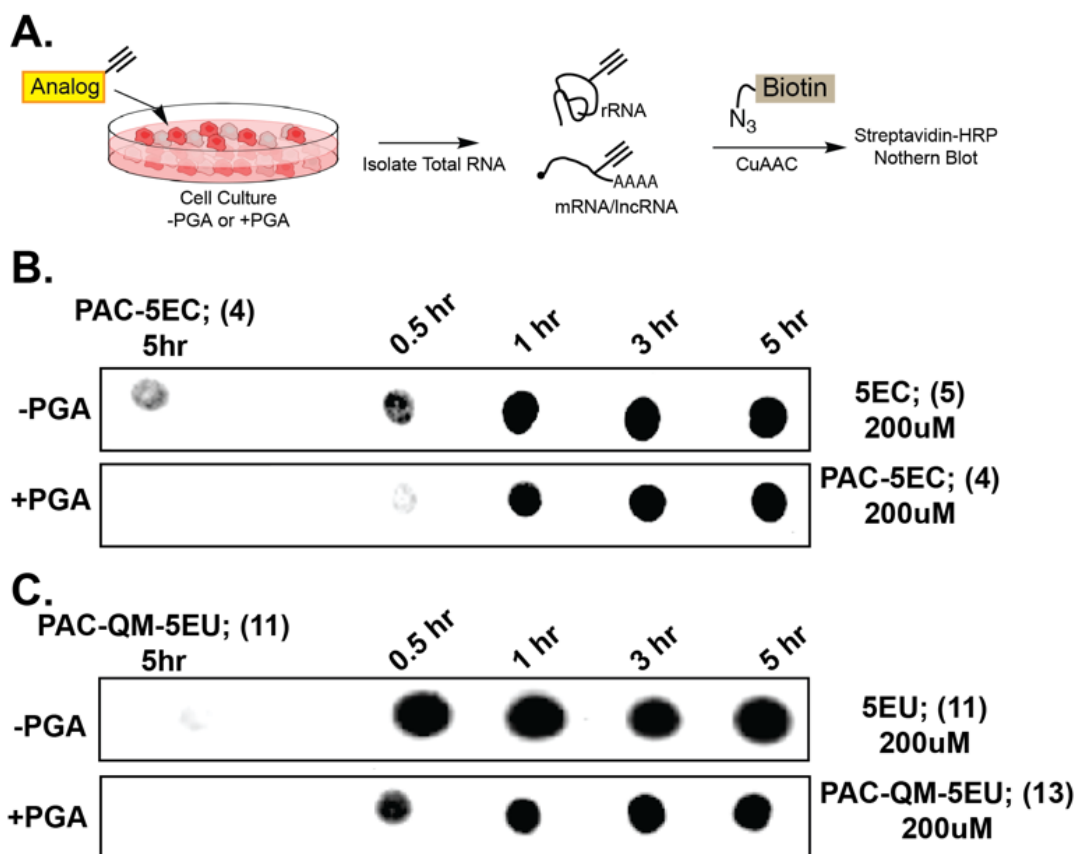 A.
Analog
Cell Culture
-PGA or +PGA
Isolate Total RNA
rRNA
AAAA
mRNA/lncRNA
Biotin
N3
CuAAC
Streptavidin-HRP
Nothern Blot
B.
PAC-5EC; (4)
5hr
0.5 hr
1 hr
3 hr
5 hr
-PGA
5EC; (5)
200uM
+PGA
PAC-5EC; (4)
200uM
C.
PAC-QM-5EU; (11)
5hr
0.5 hr
1 hr
3 hr
5 hr
-PGA
5EU; (11)
200uM
+PGA
PAC-QM-5EU; (13)
200uM